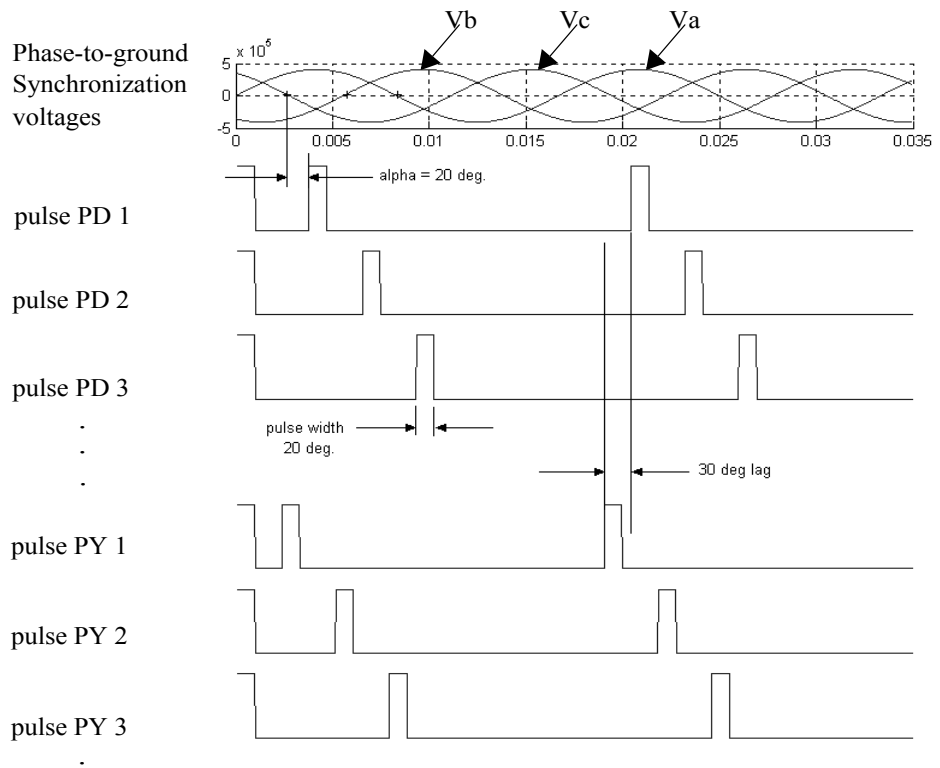 Vb Vc Va
Phase-to-ground
Synchronization
voltages
x 10^5
5
0
-5
0 0.005 0.01 0.015 0.02 0.025 0.03 0.035
alpha = 20 deg.
pulse PD 1
pulse PD 2
pulse PD 3
.
.
.
pulse width
20 deg.
30 deg lag
pulse PY 1
pulse PY 2
pulse PY 3
.